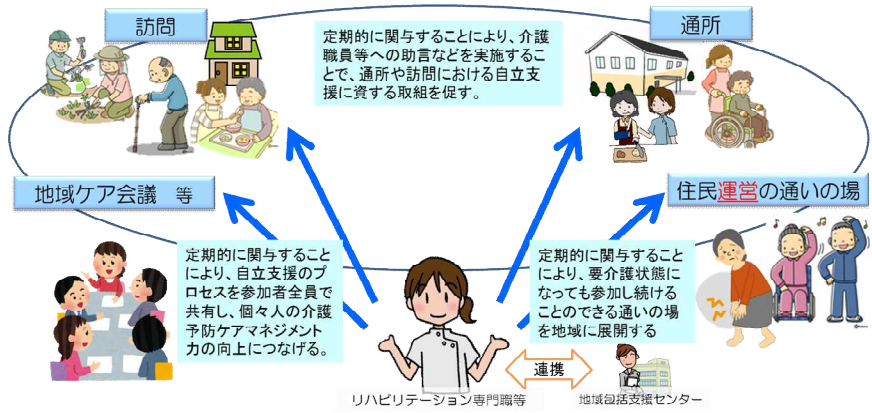 訪問
定期的に関与することにより、介護
職員等への助言などを実施するこ
とで、通所や訪問における自立支
援に資する取組を促す。
通所
地域ケア会議 等
住民運営の通いの場
定期的に関与すること
により、自立支援のプ
ロセスを参加者全員で
共有し、個々人の介護
予防ケアマネジメント
力の向上につなげる。
定期的に関与すること
により、要介護状態に
なっても参加し続ける
ことのできる通いの場
を地域に展開する
連携
リハビリテーション専門職等
地域包括支援センター